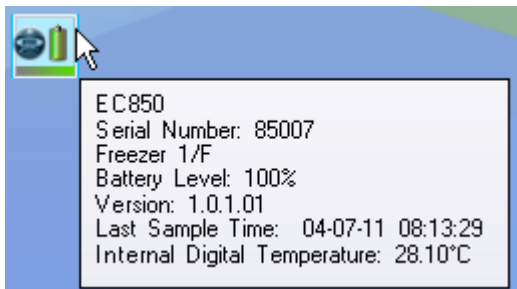 EC850
Serial Number: 85007
Freezer 1/F
Battery Level: 100%
Version: 1.0.1.01
Last Sample Time: 04-07-11 08:13:29
Internal Digital Temperature: 28.10°C